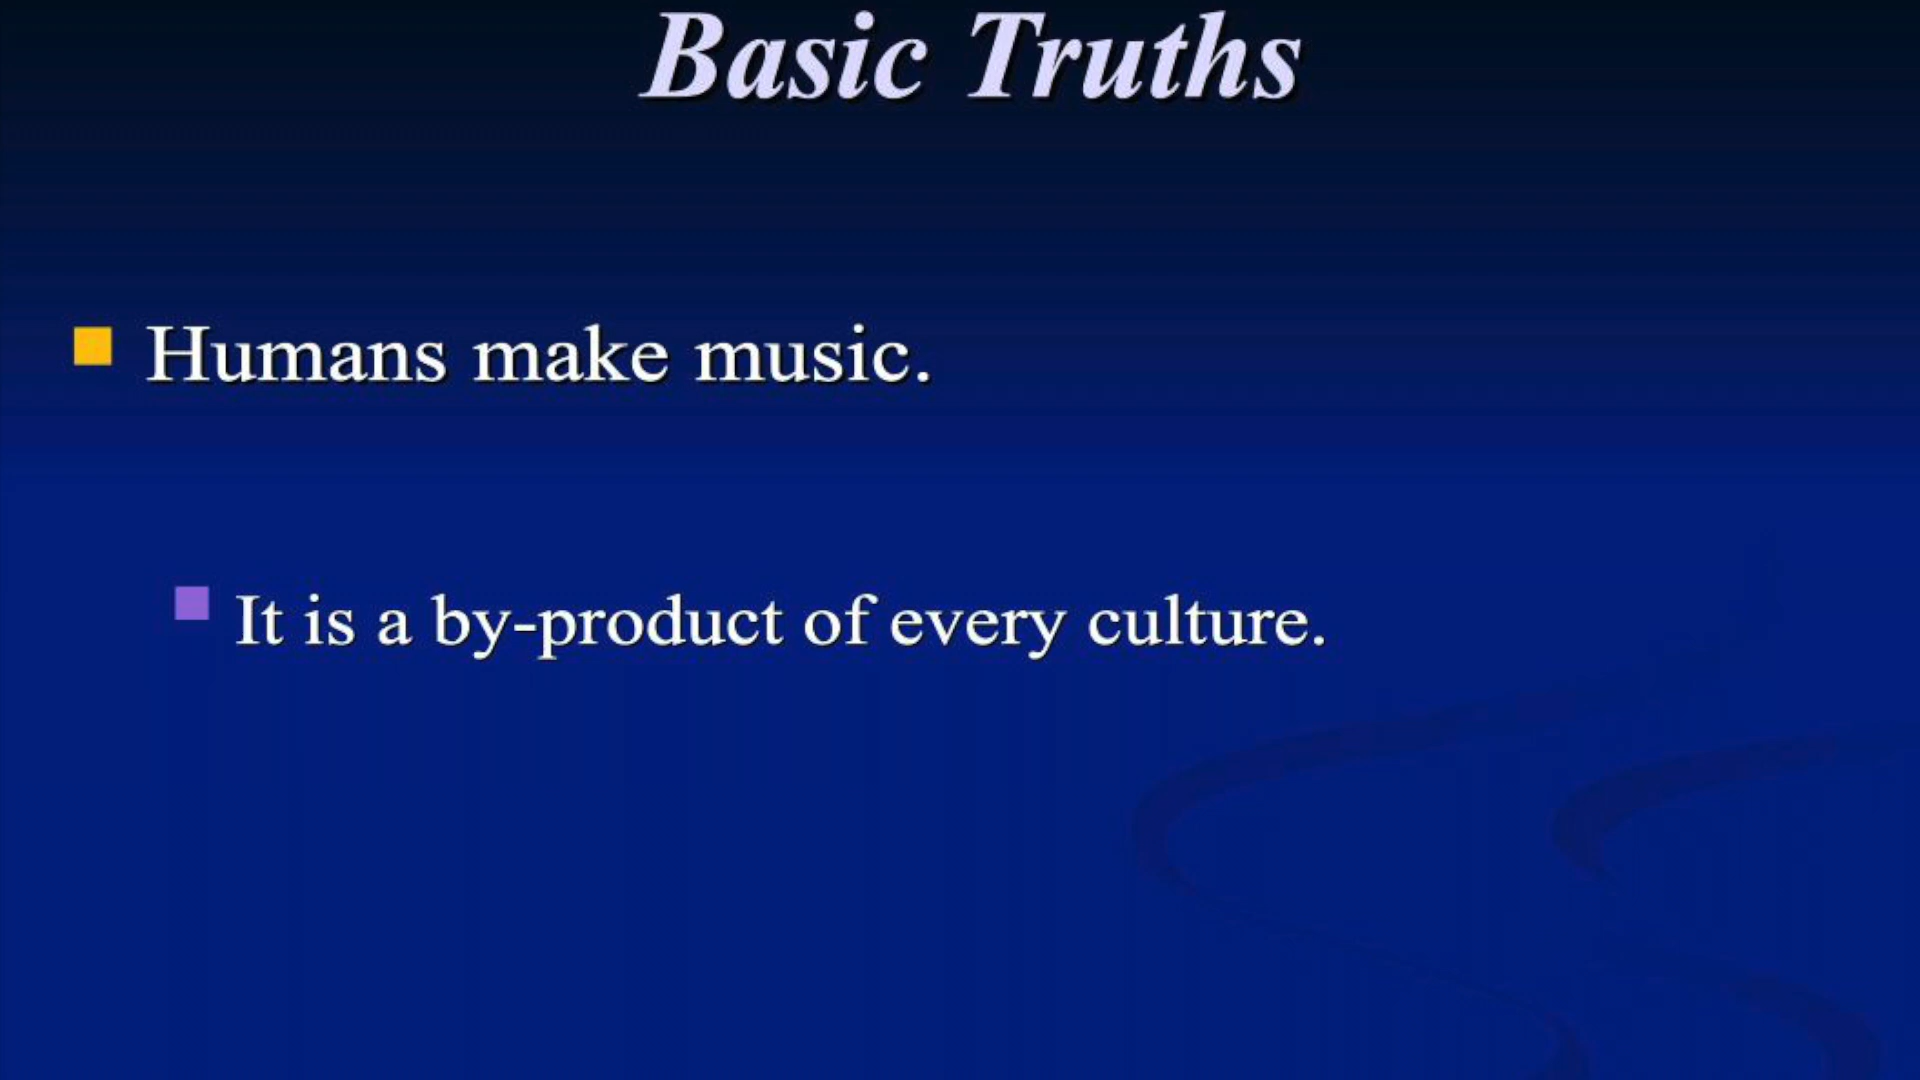 Basic Truths
Humans make music.
It is a by-product of every culture.